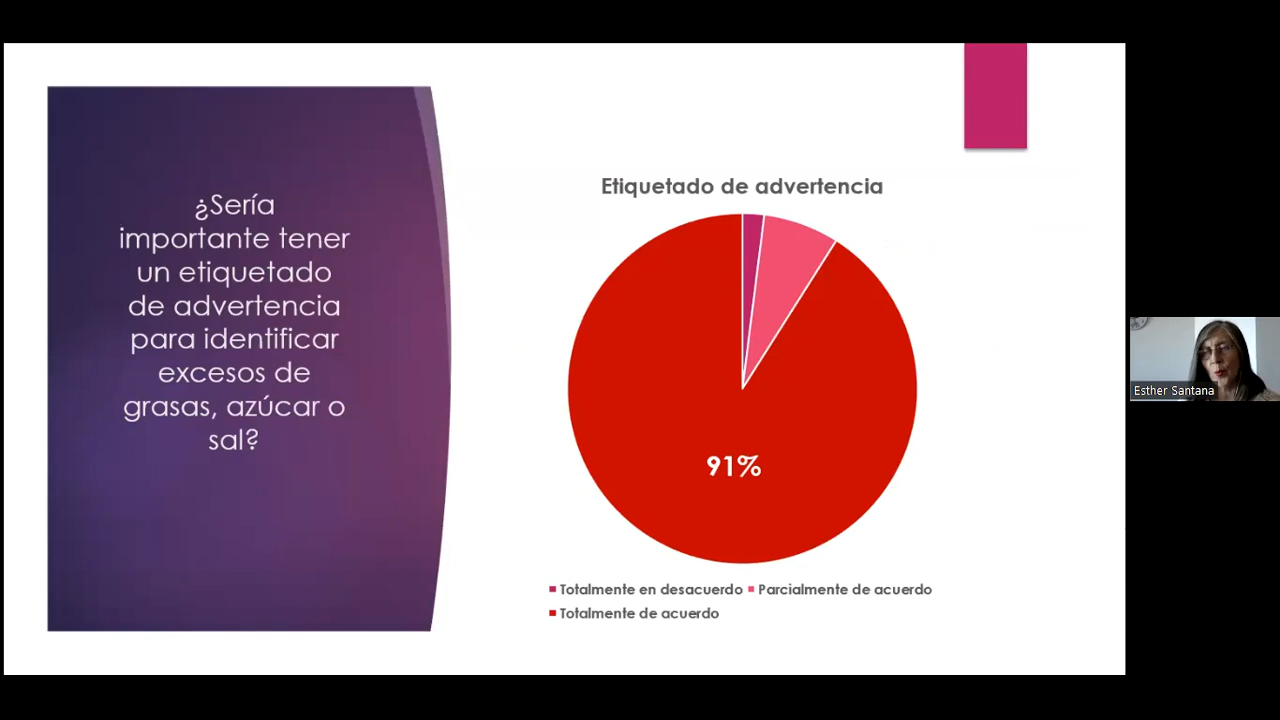 ¿Sería
importante tener
un etiquetado
de advertencia
para identificar
excesos de
grasas, azúcar o
sal?
Etiquetado de advertencia
91%
Totalmente en desacuerdo Parcialmente de acuerdo
Totalmente de acuerdo
Esther Santana